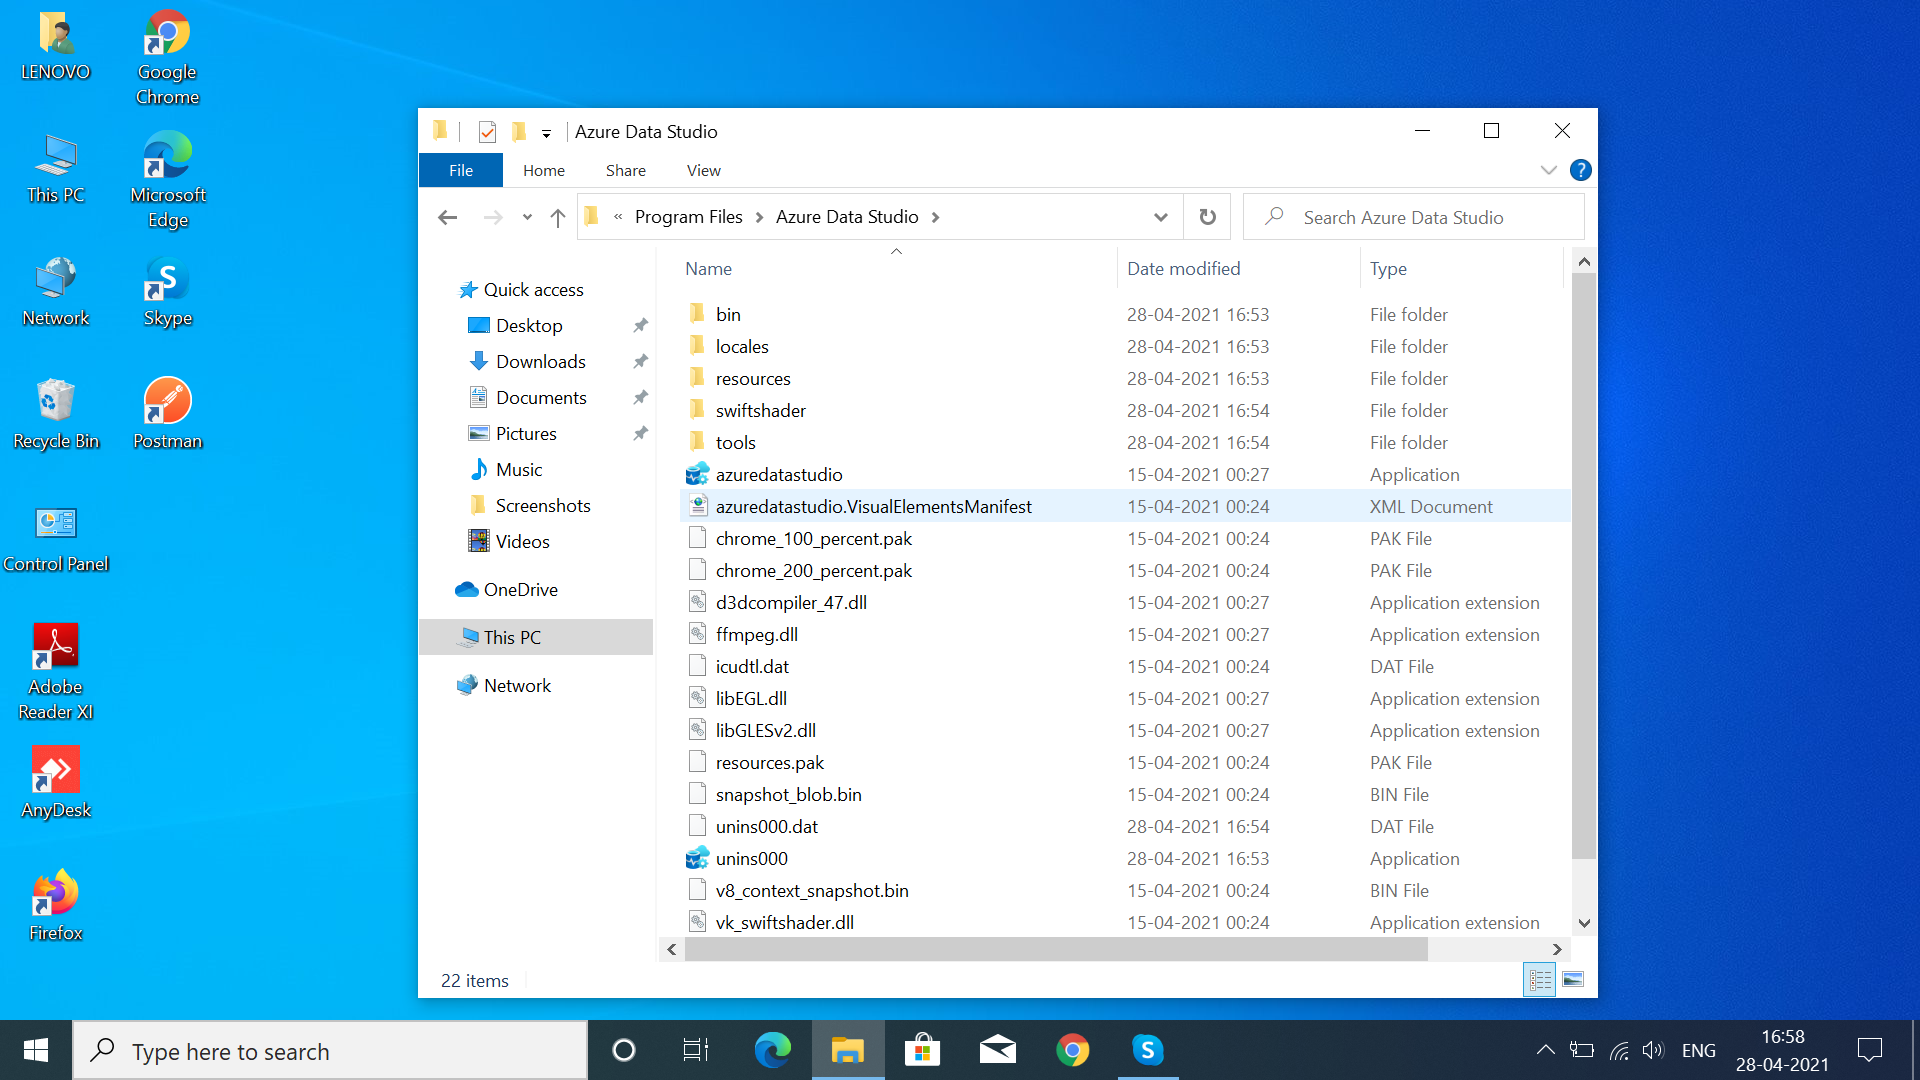 LENOVO
Google
Chrome
This PC
Microsoft
Edge
Network
Skype
Recycle Bin
Postman
Control Panel
Adobe
Reader XI
AnyDesk
Firefox
Azure Data Studio
File Home Share View
?
« Program Files > Azure Data Studio >
Search Azure Data Studio
Quick access
Desktop
Downloads
Documents
Pictures
Music
Screenshots
Videos
OneDrive
This PC
Network
Name Date modified Type
bin 28-04-2021 16:53 File folder
locales 28-04-2021 16:53 File folder
resources 28-04-2021 16:53 File folder
swiftshader 28-04-2021 16:54 File folder
tools 28-04-2021 16:54 File folder
azuredatastudio 15-04-2021 00:27 Application
azuredatastudio.VisualElementsManifest 15-04-2021 00:24 XML Document
chrome_100_percent.pak 15-04-2021 00:24 PAK File
chrome_200_percent.pak 15-04-2021 00:24 PAK File
d3dcompiler_47.dll 15-04-2021 00:27 Application extension
ffmpeg.dll 15-04-2021 00:27 Application extension
icudtl.dat 15-04-2021 00:24 DAT File
libEGL.dll 15-04-2021 00:27 Application extension
libGLESv2.dll 15-04-2021 00:27 Application extension
resources.pak 15-04-2021 00:24 PAK File
snapshot_blob.bin 15-04-2021 00:24 BIN File
unins000.dat 28-04-2021 16:54 DAT File
unins000 28-04-2021 16:53 Application
v8_context_snapshot.bin 15-04-2021 00:24 BIN File
vk_swiftshader.dll 15-04-2021 00:24 Application extension
22 items
Type here to search
ENG
16:58
28-04-2021